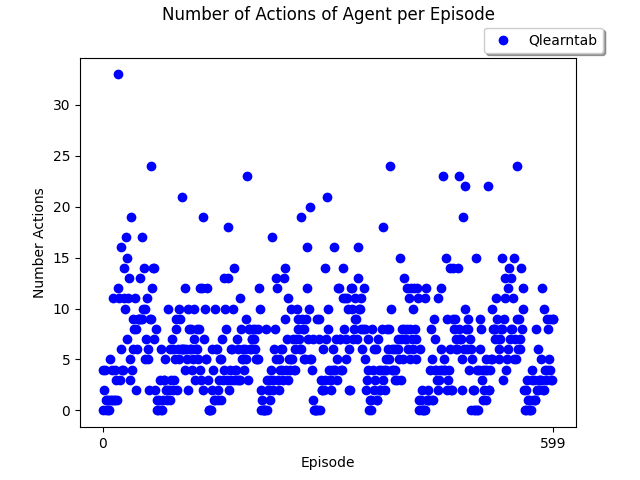 Number of Actions of Agent per Episode
Qlearntab
30
25
20
15
10
5
0
Number Actions
0
599
Episode